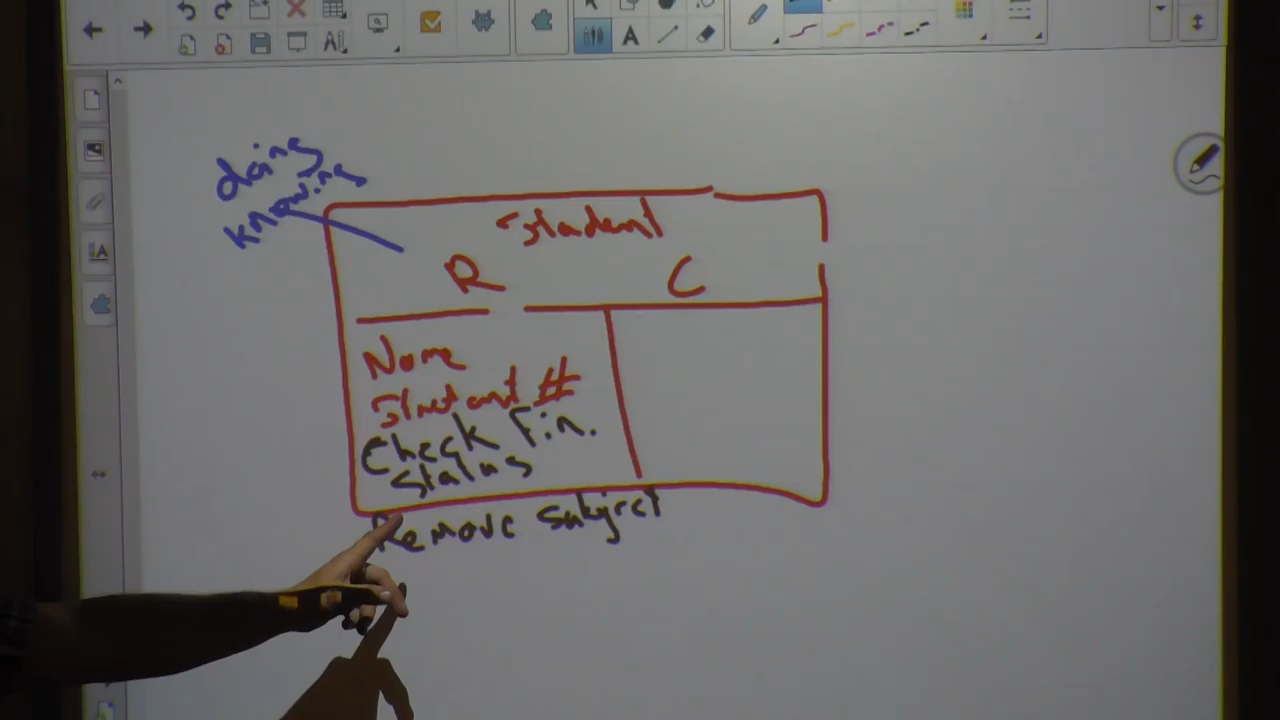 doing
knowing
Student
R C
Name
Student #
Check Fin.
Status
Remove Subject